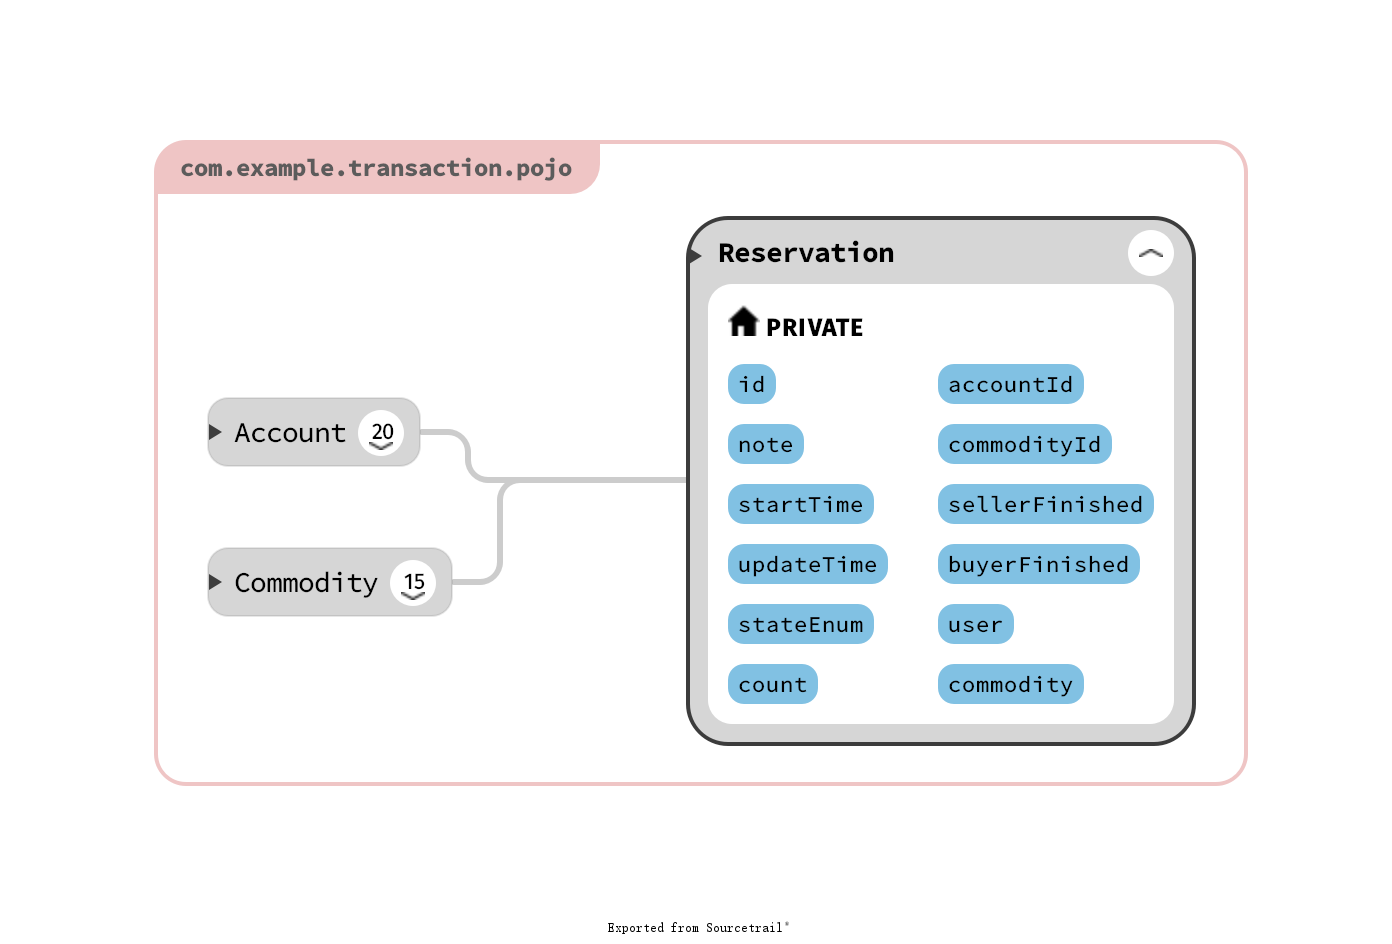 com.example.transaction.pojo
Reservation
PRIVATE
id
accountId
note
commodityId
startTime
sellerFinished
updateTime
buyerFinished
stateEnum
user
count
commodity
Account 20
Commodity 15
Exported from Sourcetrail®